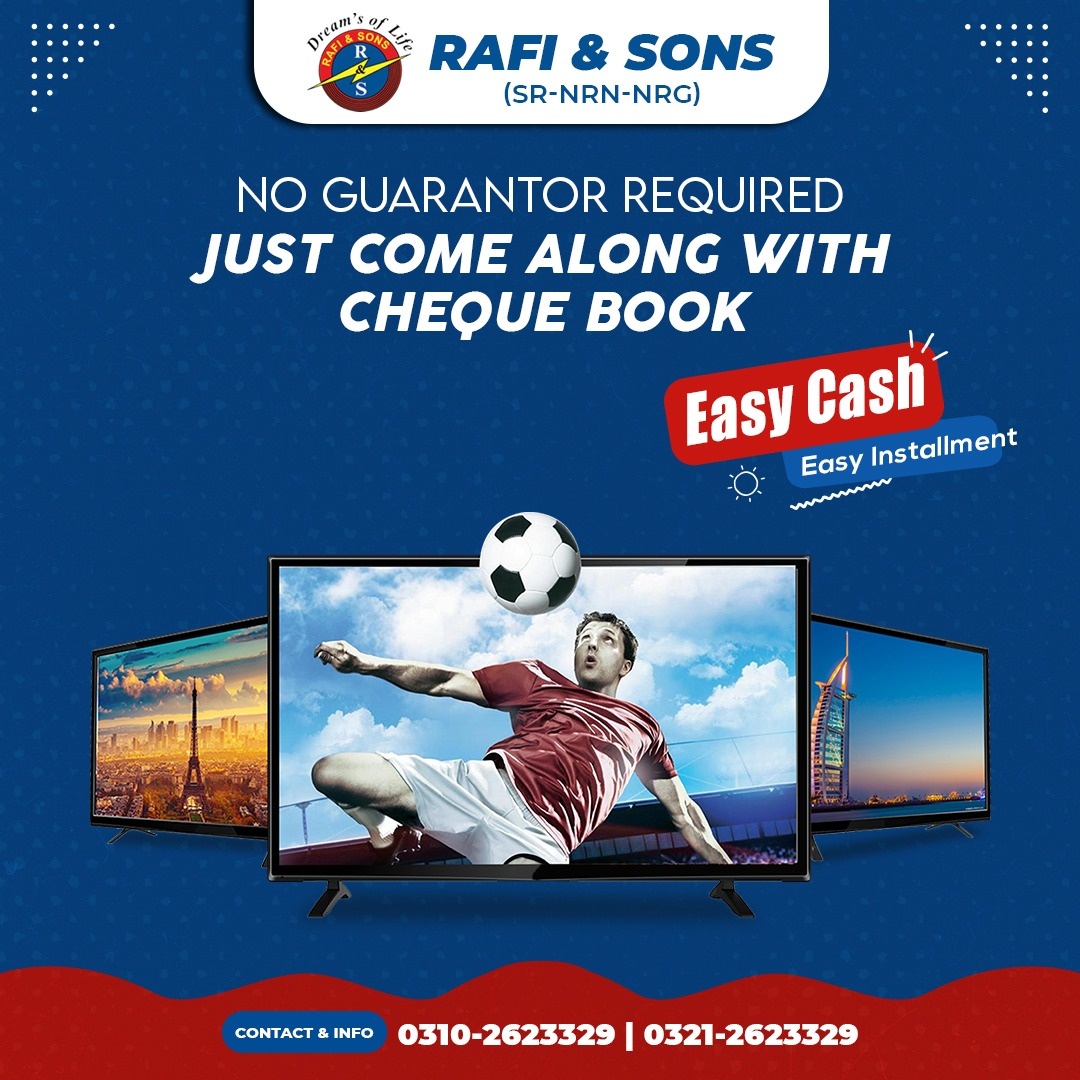 Dream's of Life
RAFI & SONS
R
&
S
RAFI & SONS
(SR-NRN-NRG)
NO GUARANTOR REQUIRED
JUST COME ALONG WITH
CHEQUE BOOK
Easy Cash
Easy Installment
CONTACT & INFO
0310-2623329 | 0321-2623329